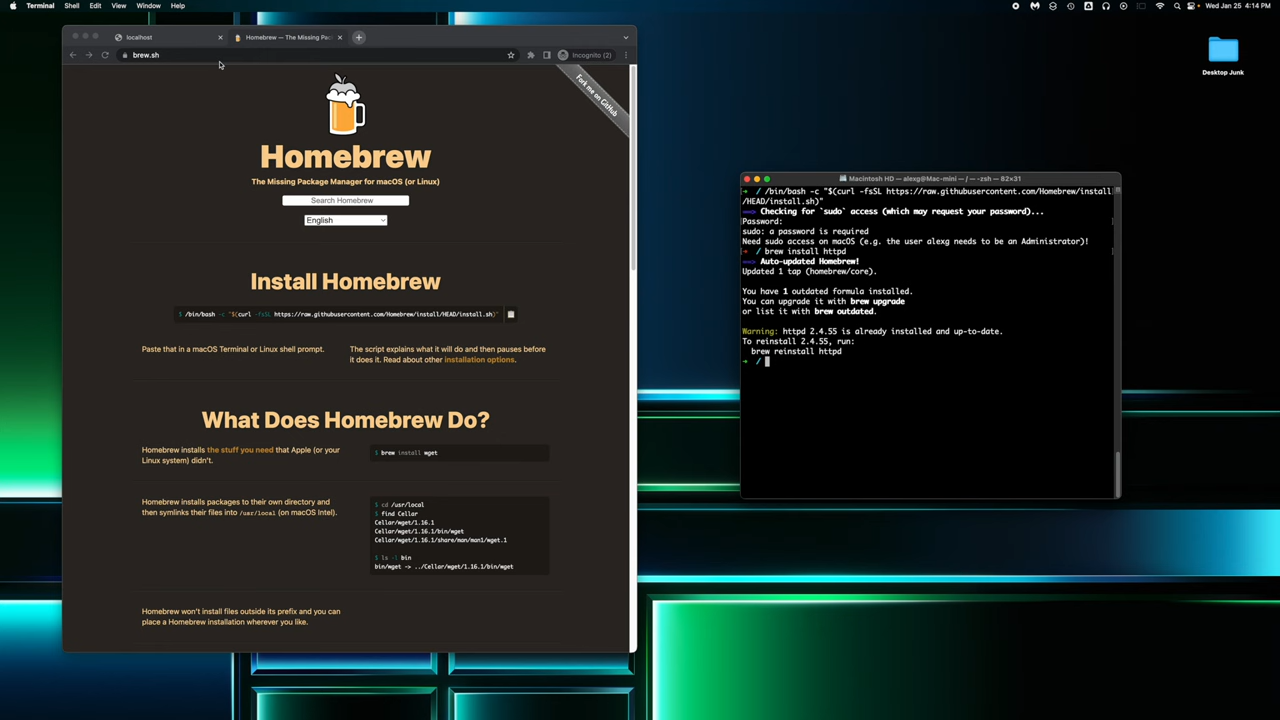 Terminal Shell Edit View Window Help
Wed Jan 25 4:14 PM
Desktop Junk
localhost
Homebrew — The Missing Pac
brew.sh
Incognito (2)
Fork me on GitHub
Homebrew
The Missing Package Manager for macOS (or Linux)
Search Homebrew
English
Install Homebrew
$ /bin/bash -c "$(curl -fsSL https://raw.githubusercontent.com/Homebrew/install/HEAD/install.sh)"
Paste that in a macOS Terminal or Linux shell prompt.
The script explains what it will do and then pauses before
it does it. Read about other installation options.
What Does Homebrew Do?
Homebrew installs the stuff you need that Apple (or your
Linux system) didn't.
$ brew install wget
Homebrew installs packages to their own directory and
then symlinks their files into /usr/local (on macOS Intel).
$ cd /usr/local
$ find Cellar
Cellar/wget/1.16.1
Cellar/wget/1.16.1/bin/wget
Cellar/wget/1.16.1/share/man/man1/wget.1
$ ls -l bin
bin/wget -> ../Cellar/wget/1.16.1/bin/wget
Homebrew won't install files outside its prefix and you can
place a Homebrew installation wherever you like.
Macintosh HD — alexg@Mac-mini — / — -zsh — 82×31
➜ / /bin/bash -c "$(curl -fsSL https://raw.githubusercontent.com/Homebrew/install
/HEAD/install.sh)"
==> Checking for `sudo` access (which may request your password)...
Password:
sudo: a password is required
Need sudo access on macOS (e.g. the user alexg needs to be an Administrator)!
➜ / brew install httpd
==> Auto-updated Homebrew!
Updated 1 tap (homebrew/core).
You have 1 outdated formula installed.
You can upgrade it with brew upgrade
or list it with brew outdated.
Warning: httpd 2.4.55 is already installed and up-to-date.
To reinstall 2.4.55, run:
brew reinstall httpd
➜ /